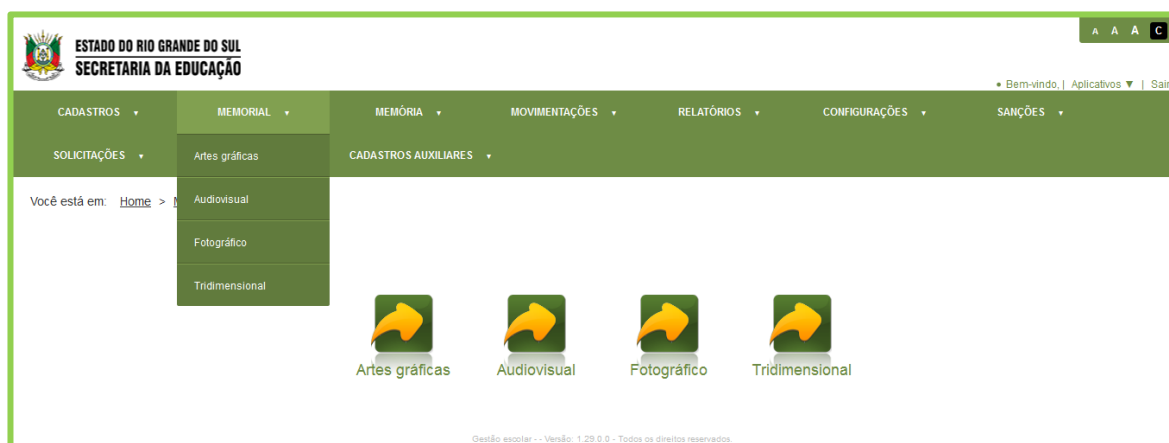 A A A C
ESTADO DO RIO GRANDE DO SUL
SECRETARIA DA EDUCAÇÃO
• Bem-vindo, | Aplicativos ▼ | Sair
CADASTROS ▼ MEMORIAL ▼ MEMÓRIA ▼ MOVIMENTAÇÕES ▼ RELATÓRIOS ▼ CONFIGURAÇÕES ▼ SANÇÕES ▼
SOLICITAÇÕES ▼ CADASTROS AUXILIARES ▼
Artes gráficas
Audiovisual
Fotográfico
Tridimensional
Você está em: Home >
Artes gráficas Audiovisual Fotográfico Tridimensional
Gestão escolar - - Versão: 1.29.0.0 - Todos os direitos reservados.